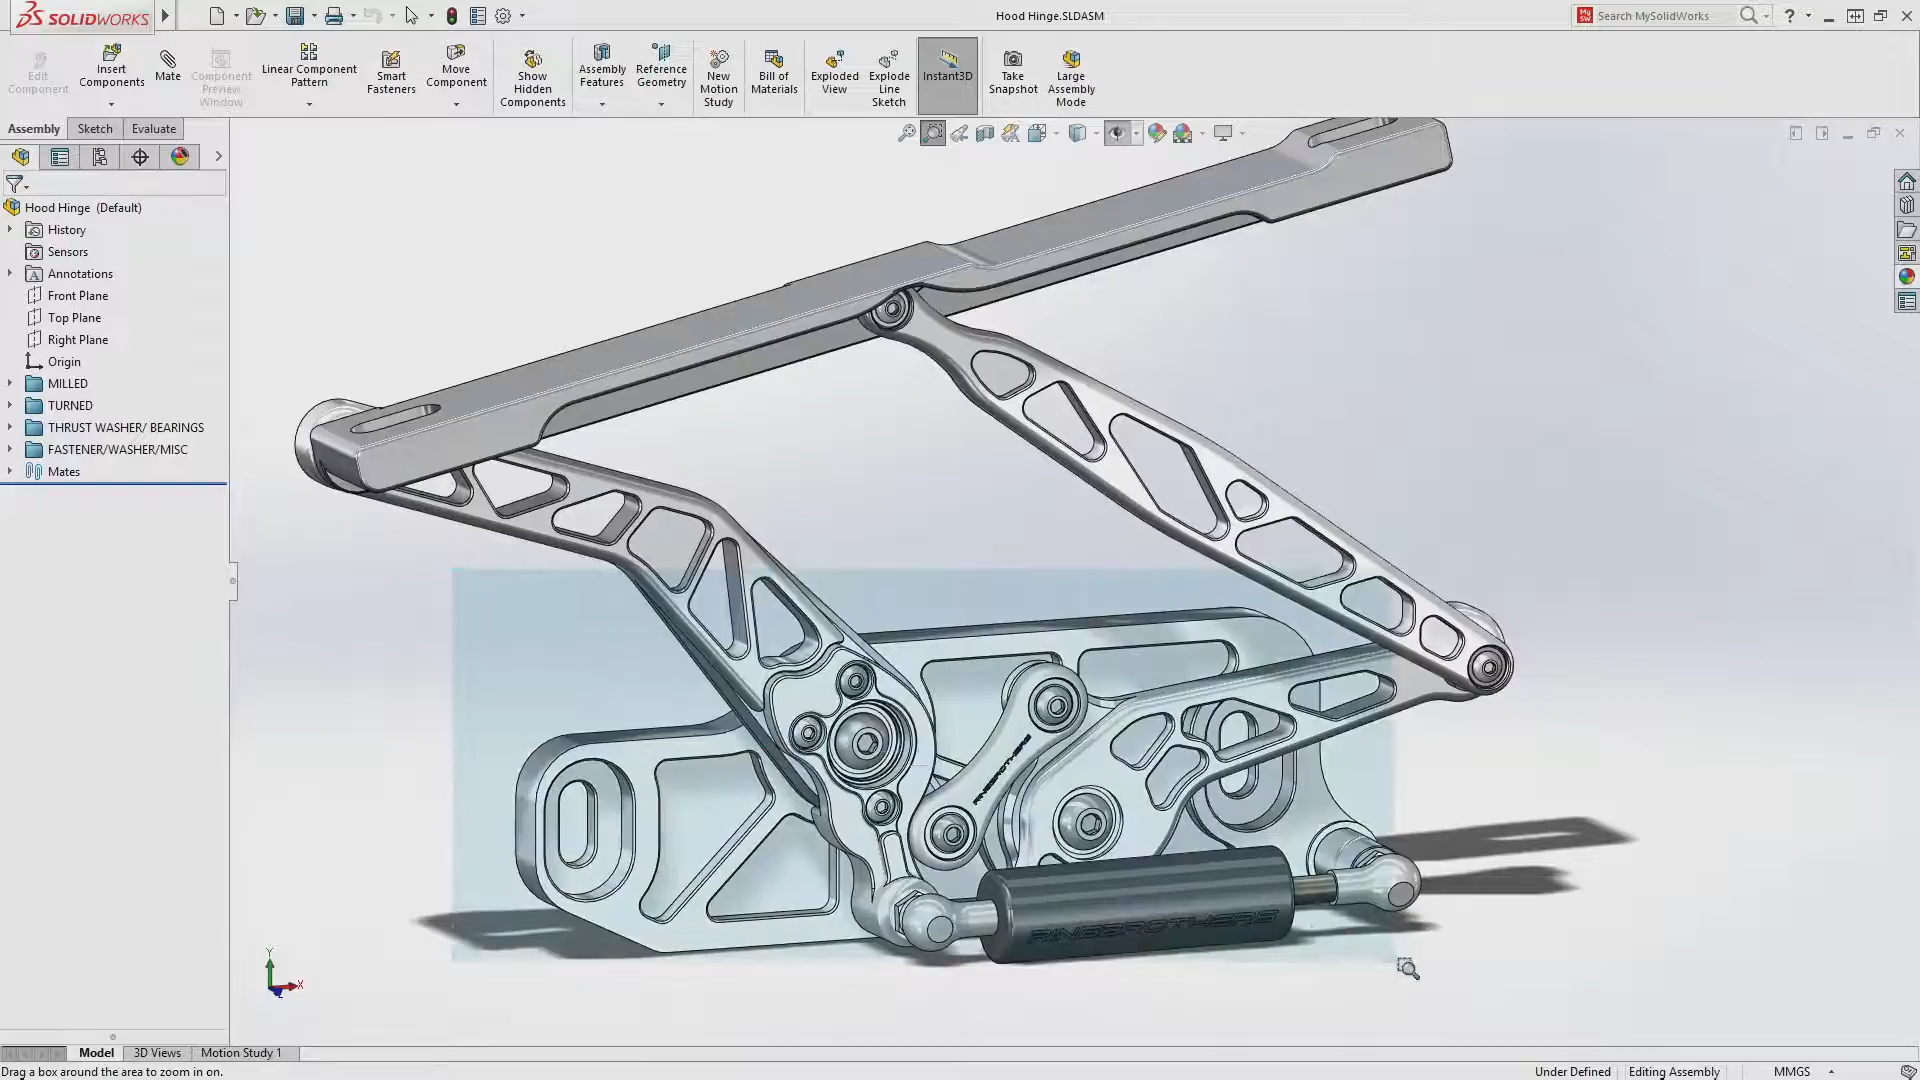 SOLIDWORKS
Hood Hinge.SLDASM
Search MySolidWorks
Edit Component
Insert Components
Mate
Component Preview Window
Linear Component Pattern
Smart Fasteners
Move Component
Show Hidden Components
Assembly Features
Reference Geometry
New Motion Study
Bill of Materials
Exploded View
Explode Line Sketch
Instant3D
Take Snapshot
Large Assembly Mode
Assembly
Sketch
Evaluate
Hood Hinge (Default)
History
Sensors
Annotations
Front Plane
Top Plane
Right Plane
Origin
MILLED
TURNED
THRUST WASHER/ BEARINGS
FASTENER/WASHER/MISC
Mates
RINGBROTHERS
RINGBROTHERS
Y
X
Z
Model
3D Views
Motion Study 1
Drag a box around the area to zoom in on.
Under Defined
Editing Assembly
MMGS